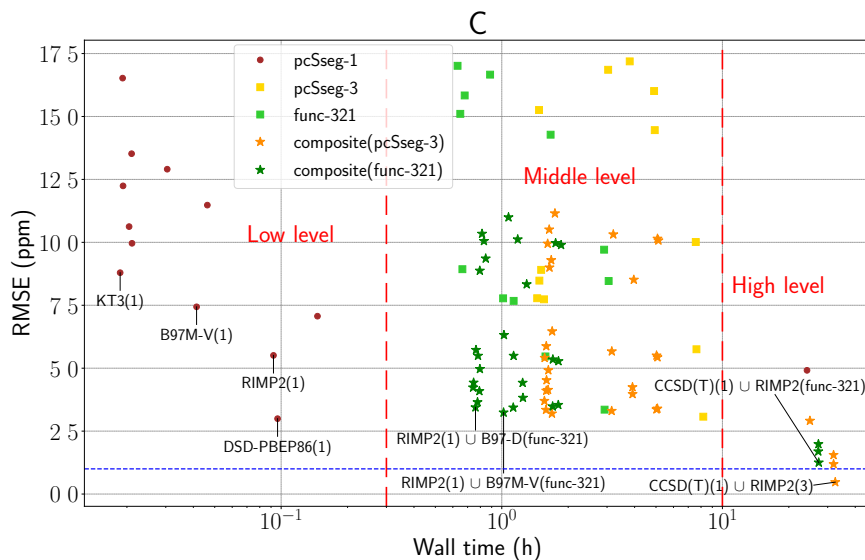 C
17 5
15 0
12 5
10 0
7 5
5 0
2 5
0 0
RMSE (ppm)
pcSseg-1
pcSseg-3
func-321
composite(pcSseg-3)
composite(func-321)
Low level
Middle level
High level
KT3(1)
B97M-V(1)
RIMP2(1)
DSD-PBEP86(1)
RIMP2(1) ∪ B97-D(func-321)
RIMP2(1) ∪ B97M-V(func-321)
CCSD(T)(1) ∪ RIMP2(func-321)
CCSD(T)(1) ∪ RIMP2(3)
10⁻¹
10⁰
10¹
Wall time (h)